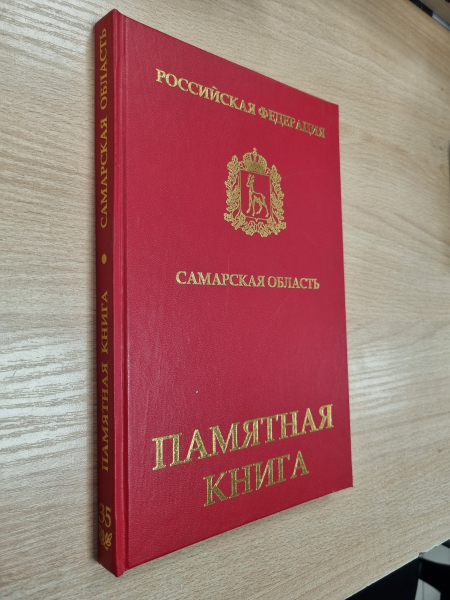 РОССИЙСКАЯ ФЕДЕРАЦИЯ
САМАРСКАЯ ОБЛАСТЬ
ПАМЯТНАЯ
КНИГА
ПАМЯТНАЯ КНИГА • САМАРСКАЯ ОБЛАСТЬ
35